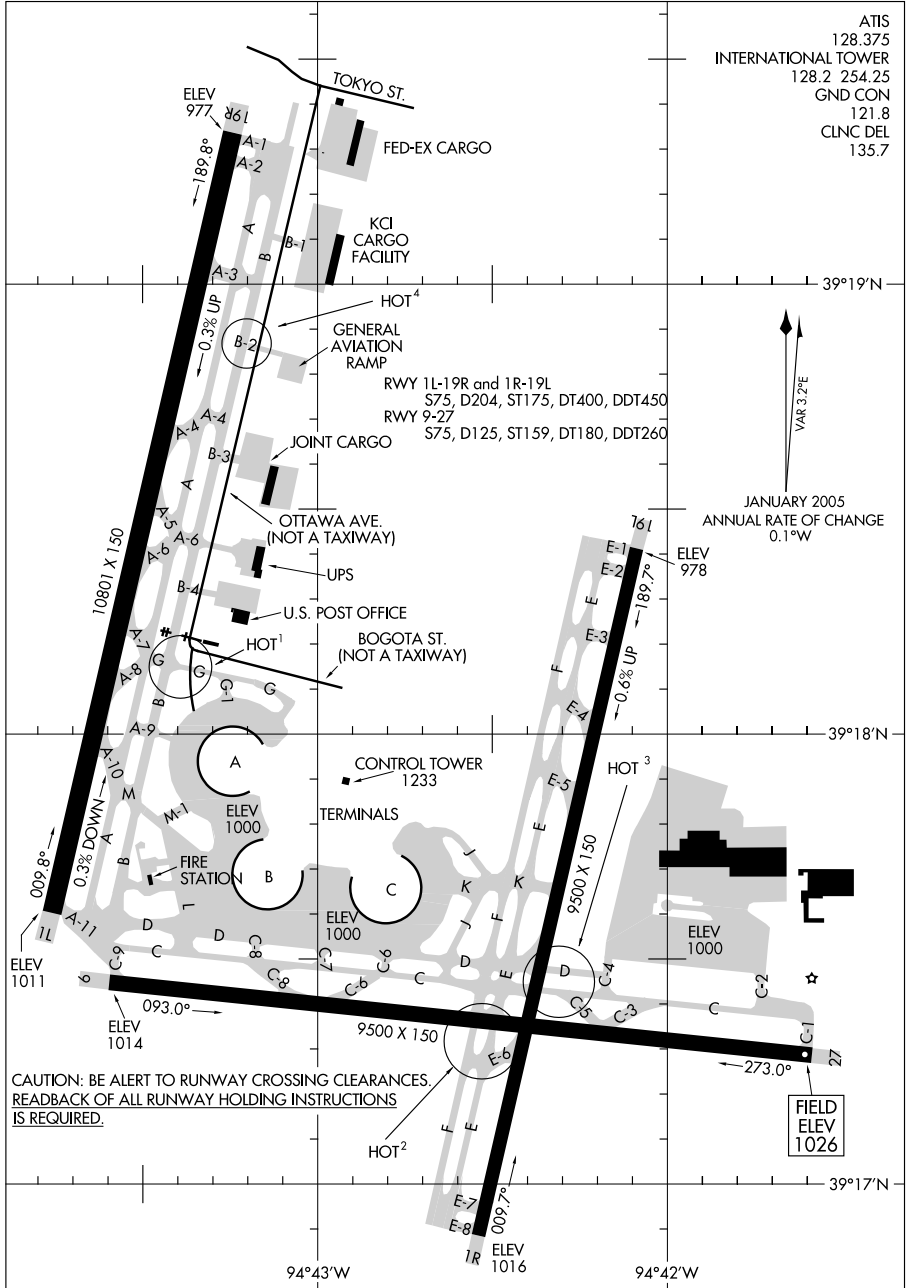 ATIS
128.375
INTERNATIONAL TOWER
128.2 254.25
GND CON
121.8
CLNC DEL
135.7
TOKYO ST.
ELEV
977
19R
A-1
A-2
189.8°
FED-EX CARGO
KCI
CARGO
FACILITY
A
B
B-1
A-3
39°19'N
0.3% UP
HOT 4
B-2
GENERAL
AVIATION
RAMP
RWY 1L-19R and 1R-19L
S75, D204, ST175, DT400, DDT450
RWY 9-27
S75, D125, ST159, DT180, DDT260
VAR 3.2°E
JANUARY 2005
ANNUAL RATE OF CHANGE
0.1°W
A-4
A-4
B-3
JOINT CARGO
A
A-5
A-6
A-6
OTTAWA AVE.
(NOT A TAXIWAY)
10801 X 150
UPS
B-4
U.S. POST OFFICE
HOT 1
BOGOTA ST.
(NOT A TAXIWAY)
19L
E-1
E-2
ELEV
978
189.7°
E
E-3
F
0.6% UP
E-4
A-7
G
A-8
G
G-1
G
B
A-9
39°18'N
A-10
A
CONTROL TOWER
1233
HOT 3
E-5
M
M-1
ELEV
1000
TERMINALS
E
0.3% DOWN
A
B
FIRE
STATION
B
C
J
K
K
9500 X 150
009.8°
L
ELEV
1000
J
F
ELEV
1000
A-11
1L
D
D
C-8
C-7
C-6
D
E
D
C-4
ELEV
1011
C-9
C
C-8
C-6
C
C-5
C-3
C
C-2
C-1
9
093.0°
ELEV
1014
9500 X 150
E-6
273.0°
27
CAUTION: BE ALERT TO RUNWAY CROSSING CLEARANCES.
READBACK OF ALL RUNWAY HOLDING INSTRUCTIONS
IS REQUIRED.
FIELD
ELEV
1026
HOT 2
F
E
E-7
E-8
009.7°
39°17'N
1R
ELEV
1016
94°43'W
94°42'W